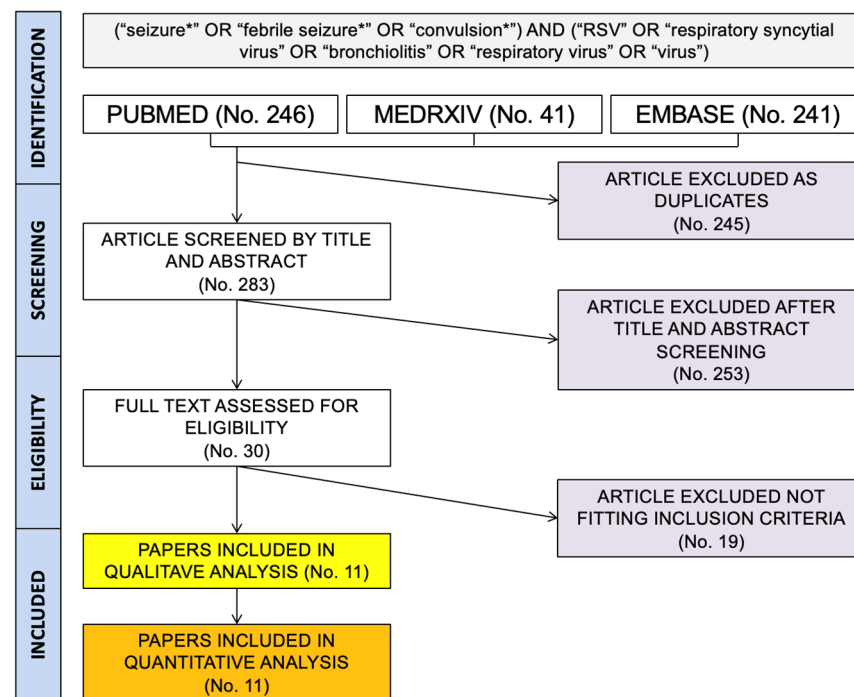 ("seizure*" OR "febrile seizure*" OR "convulsion*") AND ("RSV" OR "respiratory syncytial
virus" OR "bronchiolitis" OR "respiratory virus" OR "virus")
IDENTIFICATION
PUBMED (No. 246)
MEDRXIV (No. 41)
EMBASE (No. 241)
ARTICLE EXCLUDED AS
DUPLICATES
(No. 245)
SCREENING
ARTICLE SCREENED BY TITLE
AND ABSTRACT
(No. 283)
ARTICLE EXCLUDED AFTER
TITLE AND ABSTRACT
SCREENING
(No. 253)
ELIGIBILITY
FULL TEXT ASSESSED FOR
ELIGIBILITY
(No. 30)
ARTICLE EXCLUDED NOT
FITTING INCLUSION CRITERIA
(No. 19)
INCLUDED
PAPERS INCLUDED IN
QUALITAVE ANALYSIS (No. 11)
PAPERS INCLUDED IN
QUANTITATIVE ANALYSIS
(No. 11)